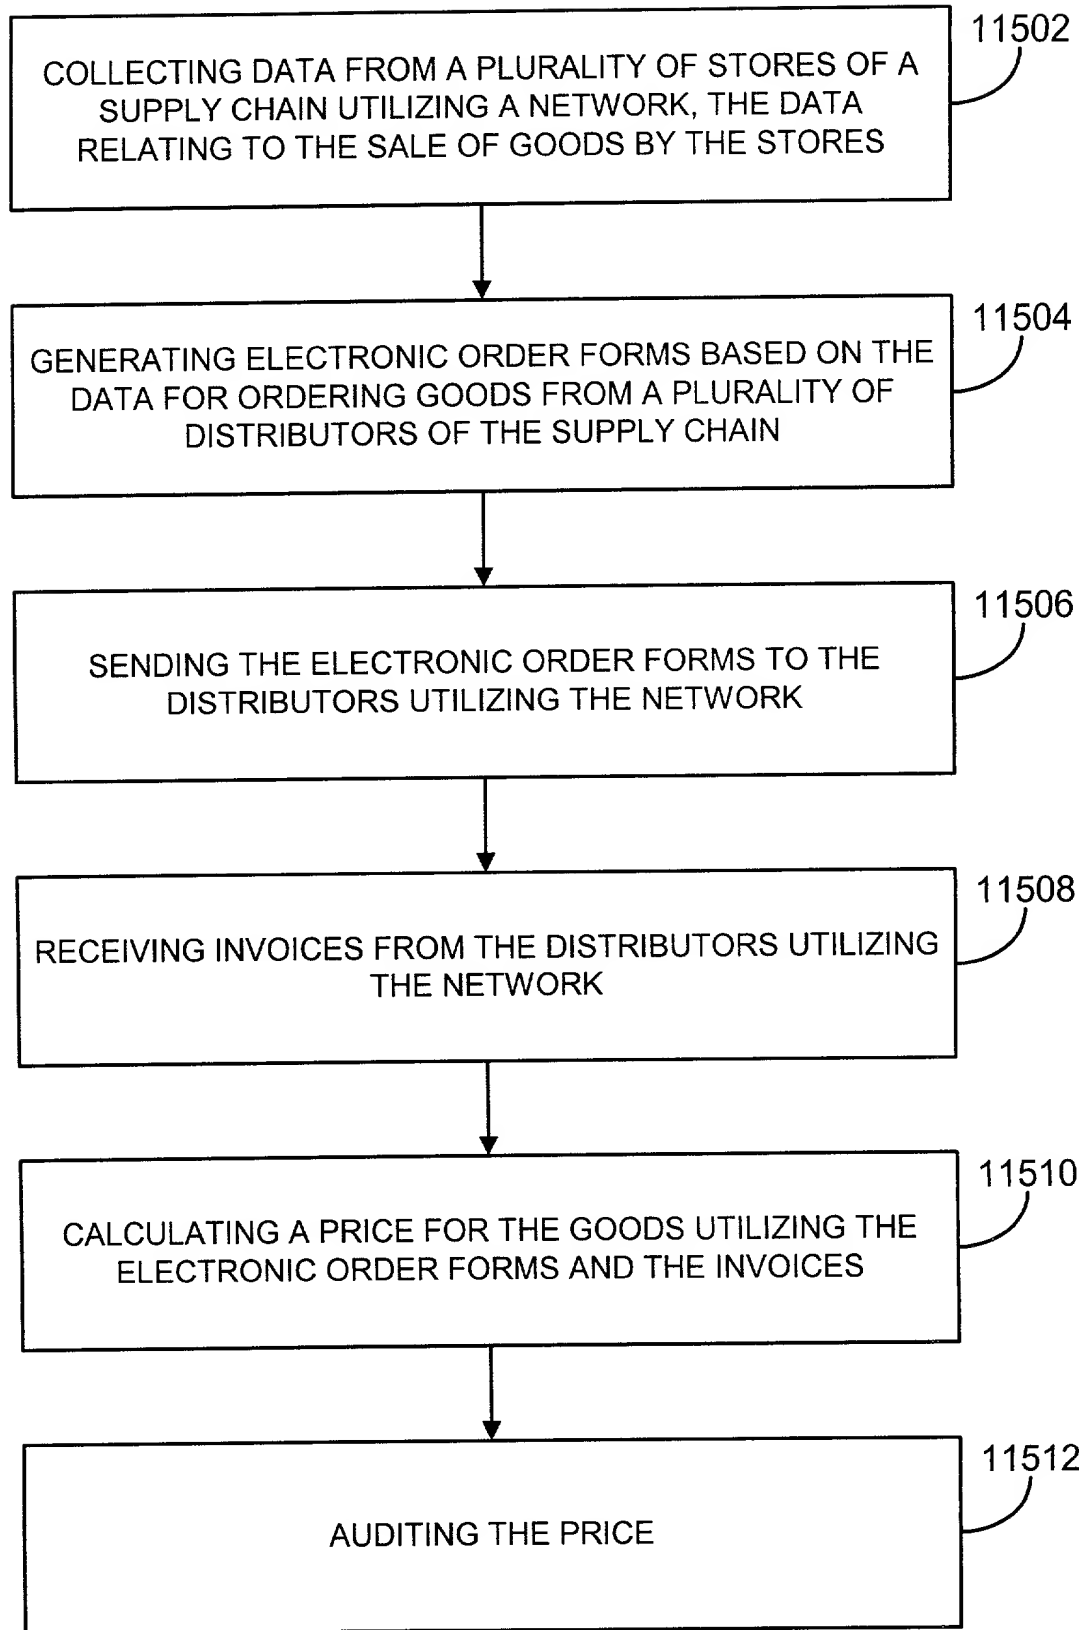 11502
COLLECTING DATA FROM A PLURALITY OF STORES OF A
SUPPLY CHAIN UTILIZING A NETWORK, THE DATA
RELATING TO THE SALE OF GOODS BY THE STORES
11504
GENERATING ELECTRONIC ORDER FORMS BASED ON THE
DATA FOR ORDERING GOODS FROM A PLURALITY OF
DISTRIBUTORS OF THE SUPPLY CHAIN
11506
SENDING THE ELECTRONIC ORDER FORMS TO THE
DISTRIBUTORS UTILIZING THE NETWORK
11508
RECEIVING INVOICES FROM THE DISTRIBUTORS UTILIZING
THE NETWORK
11510
CALCULATING A PRICE FOR THE GOODS UTILIZING THE
ELECTRONIC ORDER FORMS AND THE INVOICES
11512
AUDITING THE PRICE